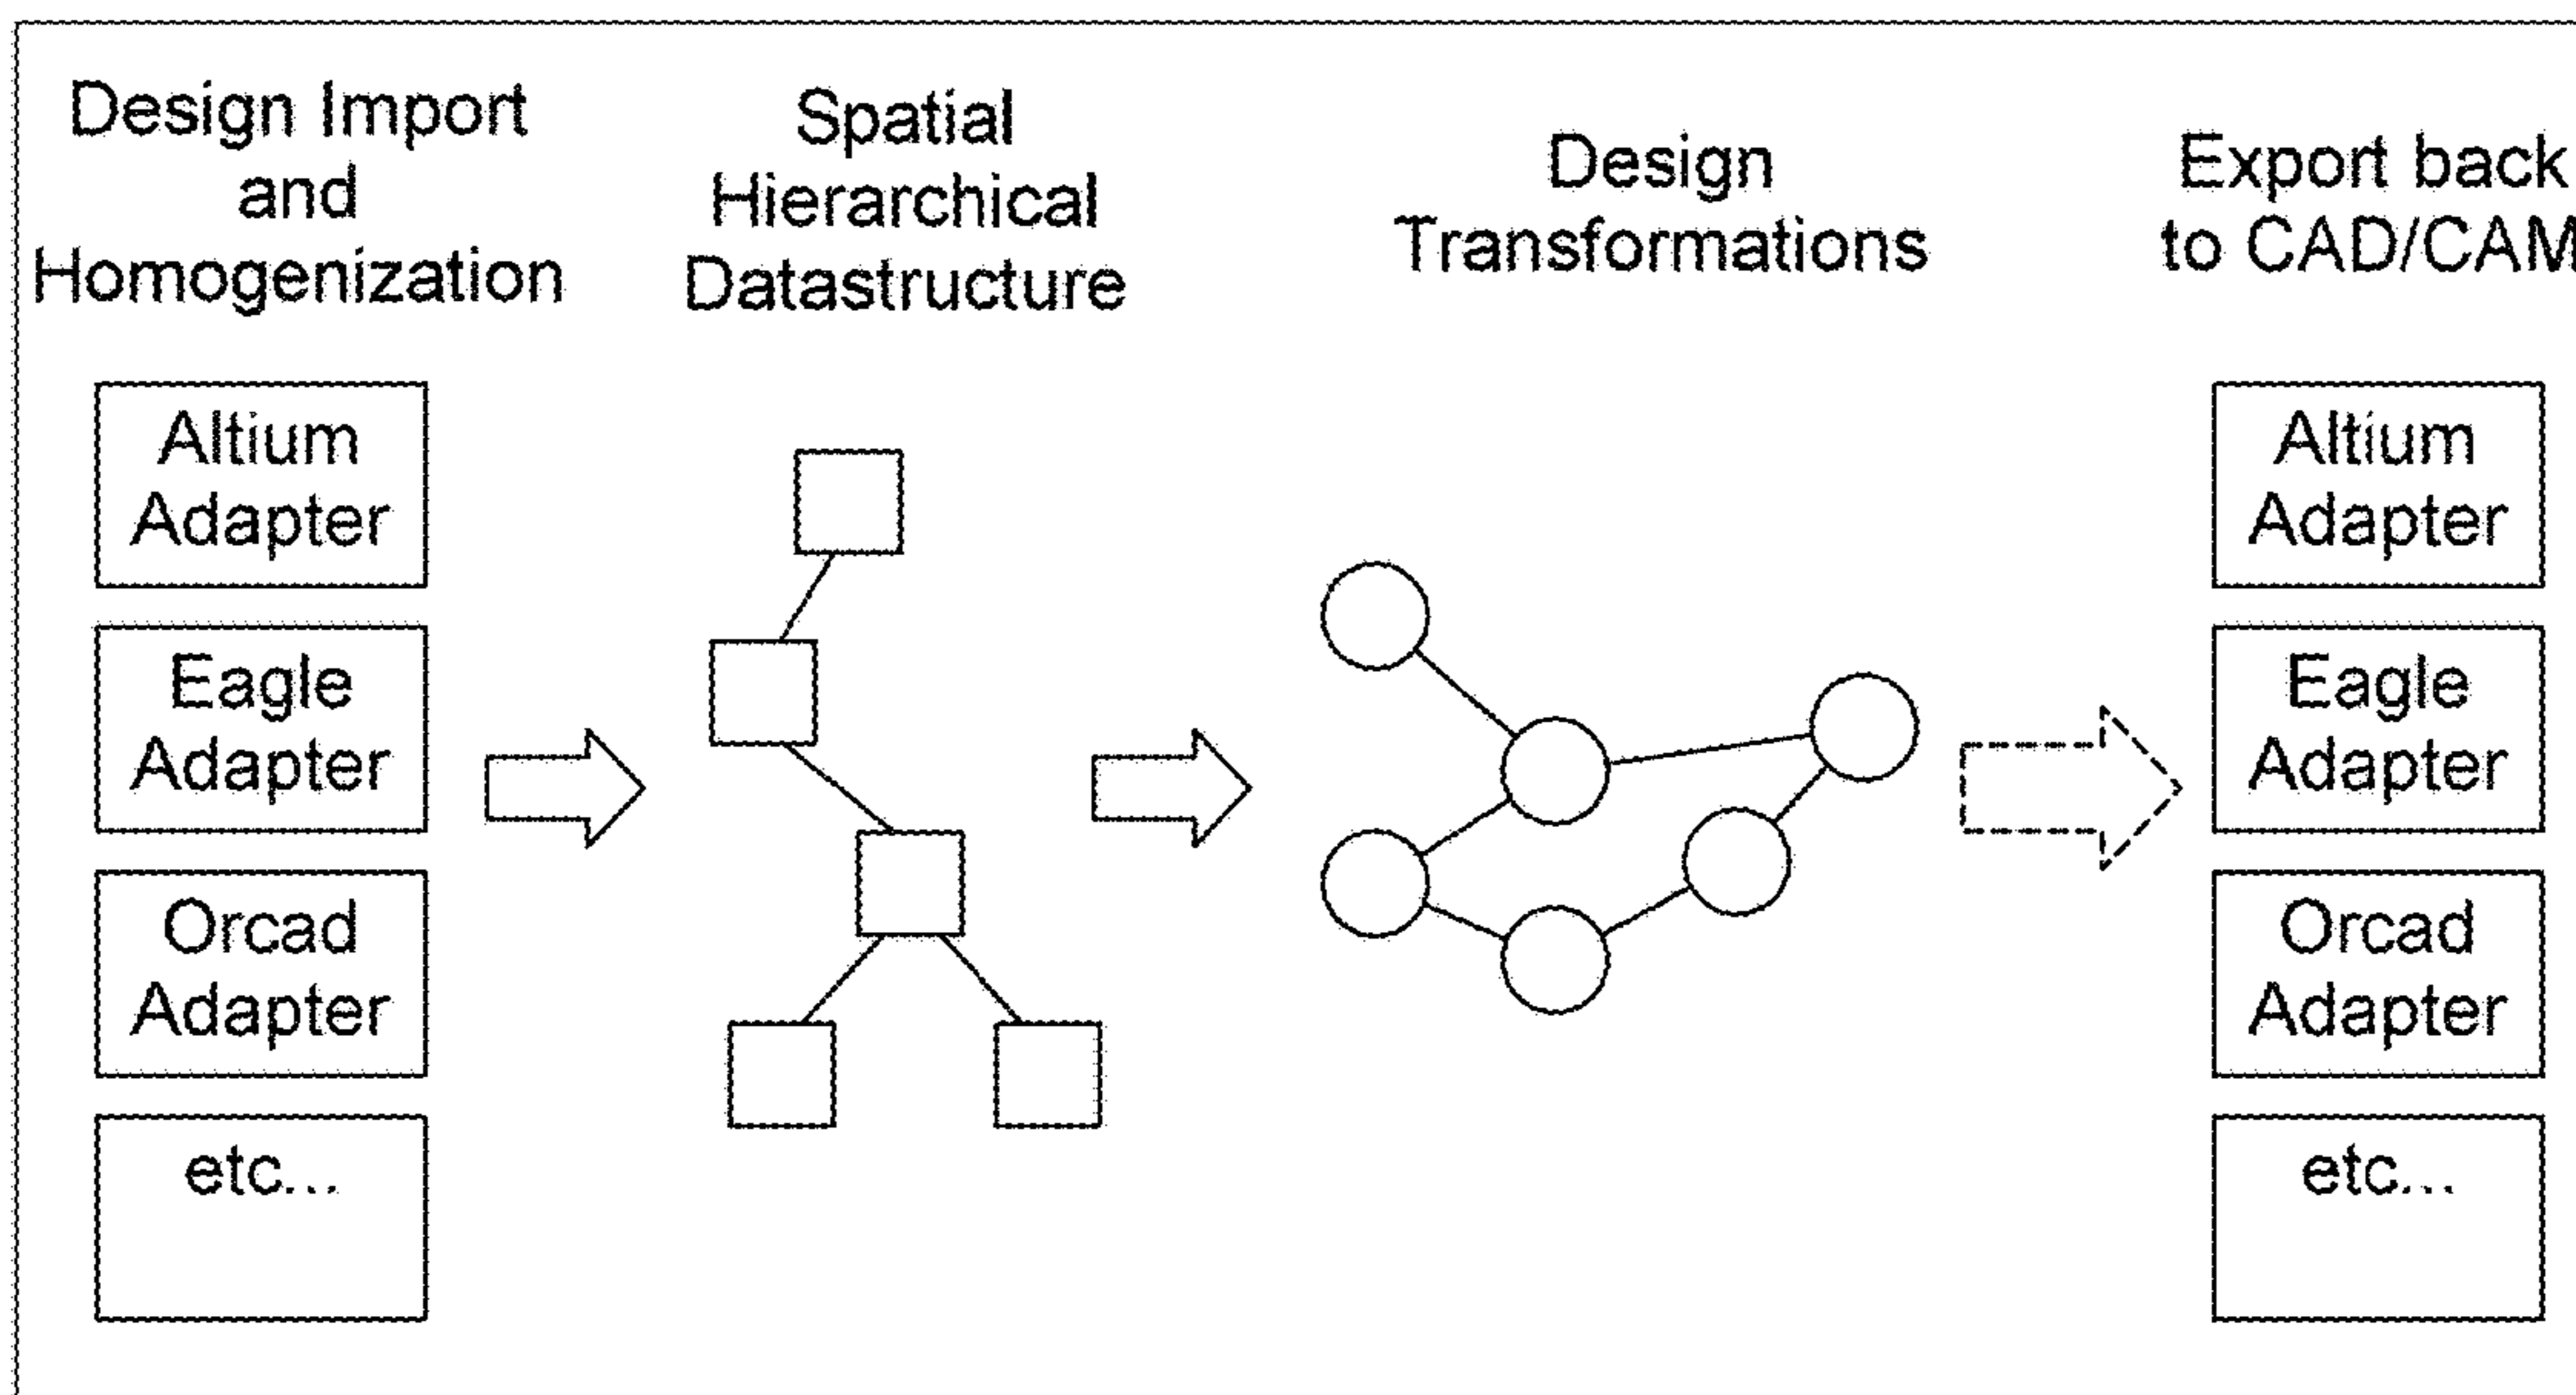 Design Import
and
Homogenization
Spatial
Hierarchical
Datastructure
Design
Transformations
Export back
to CAD/CAM
Altium
Adapter
Eagle
Adapter
Orcad
Adapter
etc...
Altium
Adapter
Eagle
Adapter
Orcad
Adapter
etc...